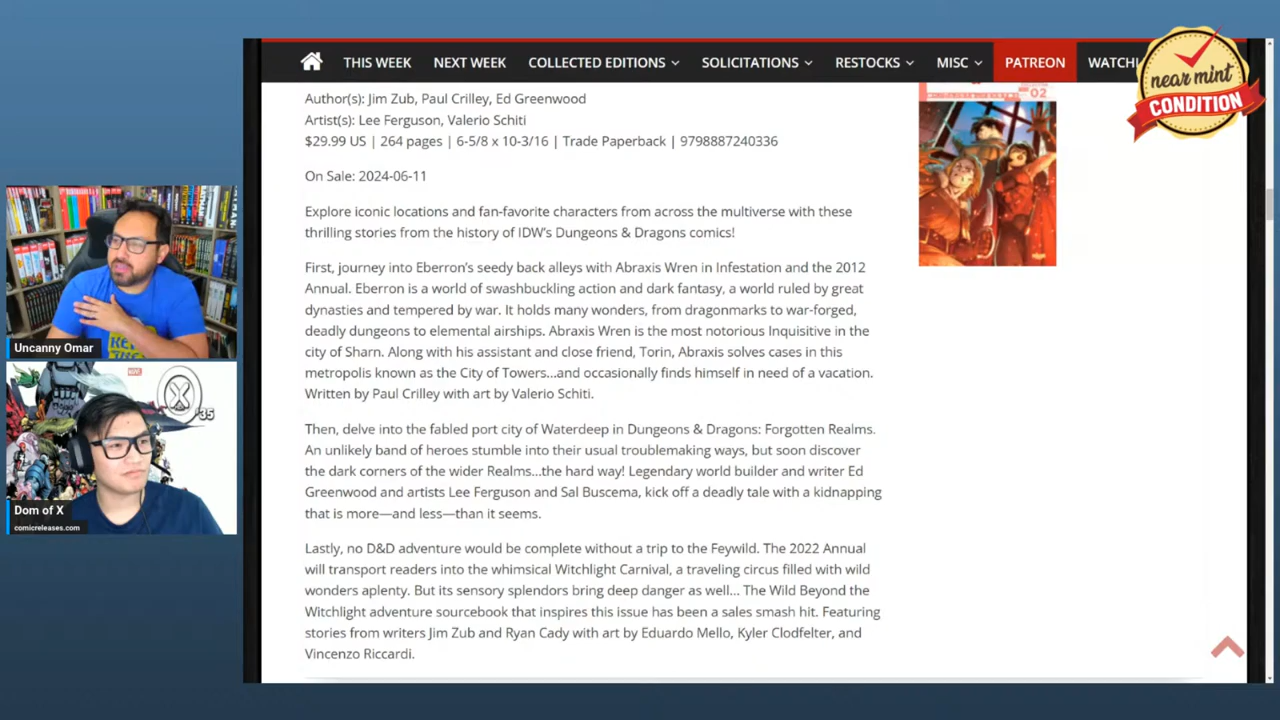 THIS WEEK
NEXT WEEK
COLLECTED EDITIONS
SOLICITATIONS
RESTOCKS
MISC
PATREON
near mint
CONDITION
Author(s): Jim Zub, Paul Crilley, Ed Greenwood
Artist(s): Lee Ferguson, Valerio Schiti
$29.99 US | 264 pages | 6-5/8 x 10-3/16 | Trade Paperback | 9798887240336
02
On Sale: 2024-06-11
Explore iconic locations and fan-favorite characters from across the multiverse with these
thrilling stories from the history of IDW's Dungeons & Dragons comics!
First, journey into Eberron's seedy back alleys with Abraxis Wren in Infestation and the 2012
Annual. Eberron is a world of swashbuckling action and dark fantasy, a world ruled by great
dynasties and tempered by war. It holds many wonders, from dragonmarks to war-forged,
deadly dungeons to elemental airships. Abraxis Wren is the most notorious Inquisitive in the
city of Sharn. Along with his assistant and close friend, Torin, Abraxis solves cases in this
metropolis known as the City of Towers...and occasionally finds himself in need of a vacation.
Written by Paul Crilley with art by Valerio Schiti.
Then, delve into the fabled port city of Waterdeep in Dungeons & Dragons: Forgotten Realms.
An unlikely band of heroes stumble into their usual troublemaking ways, but soon discover
the dark corners of the wider Realms...the hard way! Legendary world builder and writer Ed
Greenwood and artists Lee Ferguson and Sal Buscema, kick off a deadly tale with a kidnapping
that is more—and less—than it seems.
Lastly, no D&D adventure would be complete without a trip to the Feywild. The 2022 Annual
will transport readers into the whimsical Witchlight Carnival, a traveling circus filled with wild
wonders aplenty. But its sensory splendors bring deep danger as well... The Wild Beyond the
Witchlight adventure sourcebook that inspires this issue has been a sales smash hit. Featuring
stories from writers Jim Zub and Ryan Cady with art by Eduardo Mello, Kyler Clodfelter, and
Vincenzo Riccardi.
Uncanny Omar
35
Dom of X
comicreleases.com